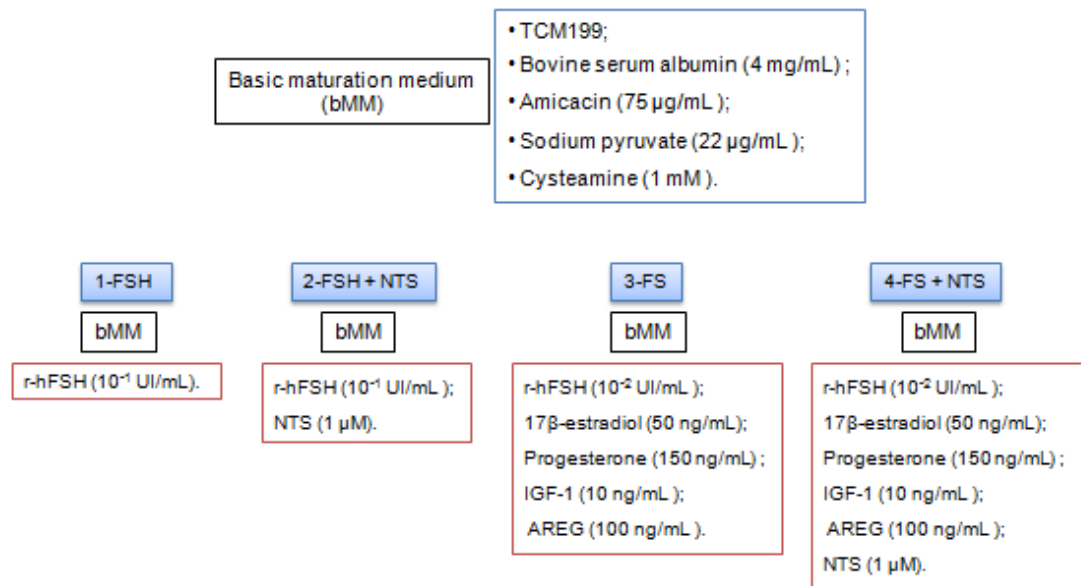 Basic maturation medium
(bMM)
• TCM199;
• Bovine serum albumin (4 mg/mL) ;
• Amicacin (75 µg/mL );
• Sodium pyruvate (22 µg/mL );
• Cysteamine (1 mM ).
1-FSH
bMM
r-hFSH (10⁻¹ UI/mL).
2-FSH + NTS
bMM
r-hFSH (10⁻¹ UI/mL );
NTS (1 µM).
3-FS
bMM
r-hFSH (10⁻² UI/mL );
17β-estradiol (50 ng/mL);
Progesterone (150 ng/mL) ;
IGF-1 (10 ng/mL );
AREG (100 ng/mL ).
4-FS + NTS
bMM
r-hFSH (10⁻² UI/mL );
17β-estradiol (50 ng/mL);
Progesterone (150 ng/mL) ;
IGF-1 (10 ng/mL );
AREG (100 ng/mL );
NTS (1 µM).